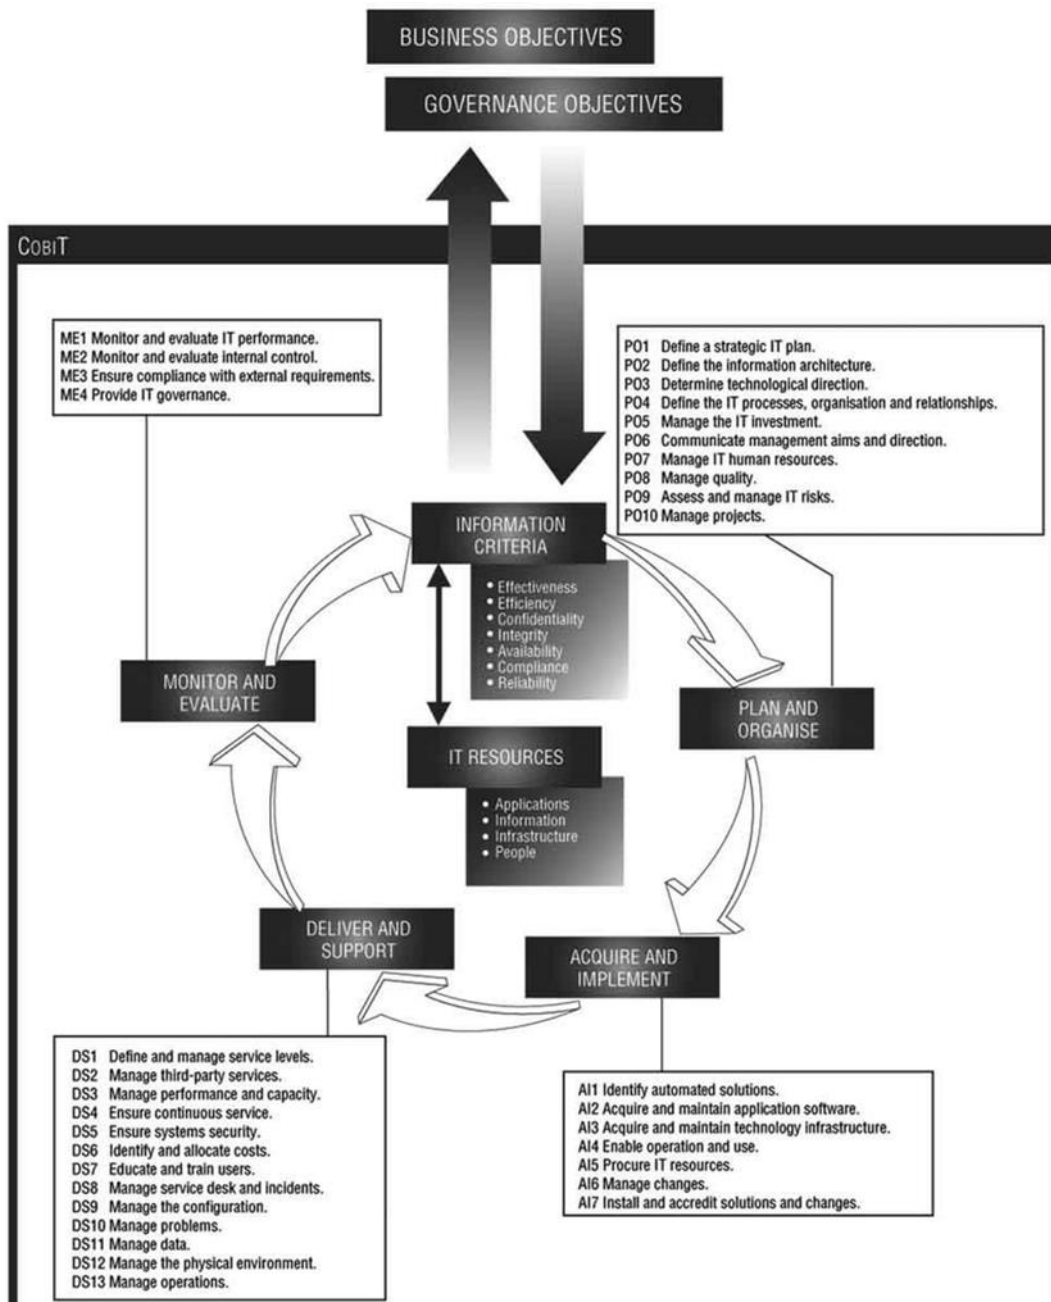 BUSINESS OBJECTIVES
GOVERNANCE OBJECTIVES
COBIT
ME1 Monitor and evaluate IT performance.
ME2 Monitor and evaluate internal control.
ME3 Ensure compliance with external requirements.
ME4 Provide IT governance.
PO1 Define a strategic IT plan.
PO2 Define the information architecture.
PO3 Determine technological direction.
PO4 Define the IT processes, organisation and relationships.
PO5 Manage the IT investment.
PO6 Communicate management aims and direction.
PO7 Manage IT human resources.
PO8 Manage quality.
PO9 Assess and manage IT risks.
PO10 Manage projects.
INFORMATION
CRITERIA
• Effectiveness
• Efficiency
• Confidentiality
• Integrity
• Availability
• Compliance
• Reliability
MONITOR AND
EVALUATE
PLAN AND
ORGANISE
IT RESOURCES
• Applications
• Information
• Infrastructure
• People
DELIVER AND
SUPPORT
ACQUIRE AND
IMPLEMENT
DS1 Define and manage service levels.
DS2 Manage third-party services.
DS3 Manage performance and capacity.
DS4 Ensure continuous service.
DS5 Ensure systems security.
DS6 Identify and allocate costs.
DS7 Educate and train users.
DS8 Manage service desk and incidents.
DS9 Manage the configuration.
DS10 Manage problems.
DS11 Manage data.
DS12 Manage the physical environment.
DS13 Manage operations.
AI1 Identify automated solutions.
AI2 Acquire and maintain application software.
AI3 Acquire and maintain technology infrastructure.
AI4 Enable operation and use.
AI5 Procure IT resources.
AI6 Manage changes.
AI7 Install and accredit solutions and changes.